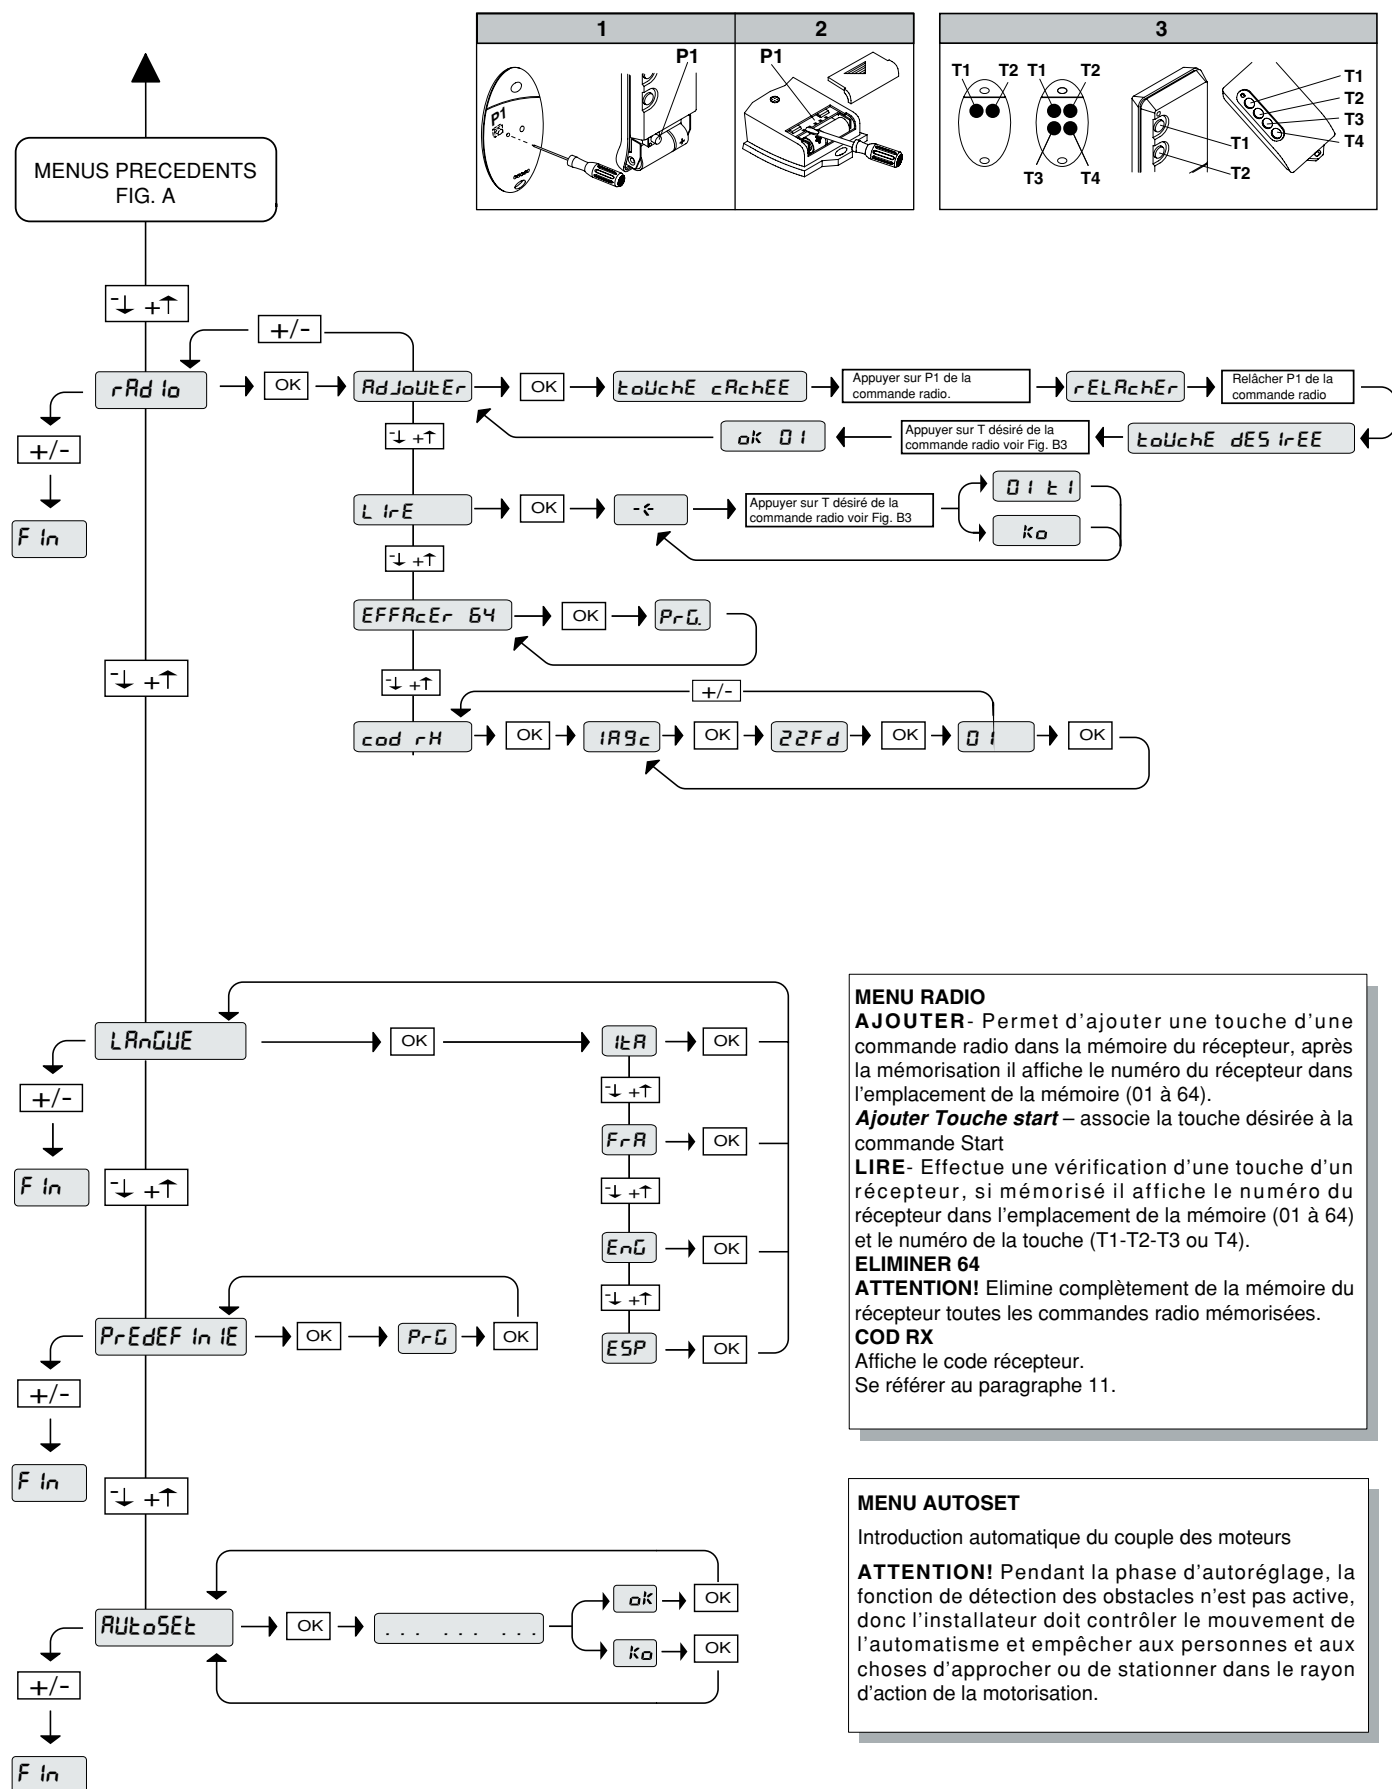 1 2 3
P1 P1
P1
T1 T2 T1 T2
T3 T4
T1
T2
T1
T2
T3
T4
MENUS PRECEDENTS
FIG. A
-↓ +↑
+/-
rAdIo OK AdJoUtEr OK toUchE cAchEE Appuyer sur P1 de la
commande radio. rELAchEr Relâcher P1 de la
commande radio
-↓ +↑ oK 01 Appuyer sur T désiré de la
commande radio voir Fig. B3 toUchE dESIrEE
+/-
FIn
LIrE OK -< Appuyer sur T désiré de la
commande radio voir Fig. B3 01 t1
Ko
-↓ +↑
EFFAcEr 64 OK PrG.
-↓ +↑ -↓ +↑ +/-
cod rH OK 1A9c OK 22Fd OK 01 OK
LAnGUE OK ItA OK
+/- -↓ +↑
FrA OK
FIn -↓ +↑ -↓ +↑
EnG OK
-↓ +↑
PrEdEFInIE OK PrG OK ESP OK
+/-
FIn -↓ +↑
AUtoSEt OK ... ... ... oK OK
Ko OK
+/-
FIn
MENU RADIO
AJOUTER- Permet d'ajouter une touche d'une
commande radio dans la mémoire du récepteur, après
la mémorisation il affiche le numéro du récepteur dans
l'emplacement de la mémoire (01 à 64).
Ajouter Touche start – associe la touche désirée à la
commande Start
LIRE- Effectue une vérification d'une touche d'un
récepteur, si mémorisé il affiche le numéro du
récepteur dans l'emplacement de la mémoire (01 à 64)
et le numéro de la touche (T1-T2-T3 ou T4).
ELIMINER 64
ATTENTION! Elimine complètement de la mémoire du
récepteur toutes les commandes radio mémorisées.
COD RX
Affiche le code récepteur.
Se référer au paragraphe 11.
MENU AUTOSET
Introduction automatique du couple des moteurs
ATTENTION! Pendant la phase d'autoréglage, la
fonction de détection des obstacles n'est pas active,
donc l'installateur doit contrôler le mouvement de
l'automatisme et empêcher aux personnes et aux
choses d'approcher ou de stationner dans le rayon
d'action de la motorisation.